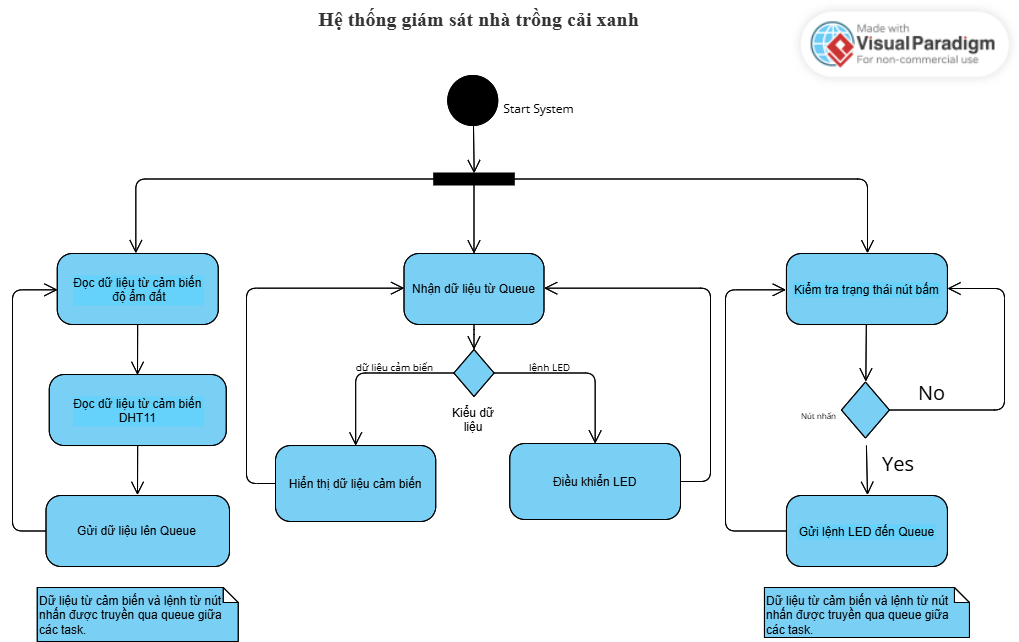 Hệ thống giám sát nhà trồng cải xanh
Made with
Visual Paradigm
For non-commercial use
Start System
Đọc dữ liệu từ cảm biến
độ ẩm đất
Nhận dữ liệu từ Queue
Kiểm tra trạng thái nút bấm
dữ liệu cảm biến
lệnh LED
Đọc dữ liệu từ cảm biến
DHT11
Kiểu dữ
liệu
Nút nhấn
No
Yes
Hiển thị dữ liệu cảm biến
Điều khiển LED
Gửi dữ liệu lên Queue
Gửi lệnh LED đến Queue
Dữ liệu từ cảm biến và lệnh từ nút
nhấn được truyền qua queue giữa
các task.
Dữ liệu từ cảm biến và lệnh từ nút
nhấn được truyền qua queue giữa
các task.